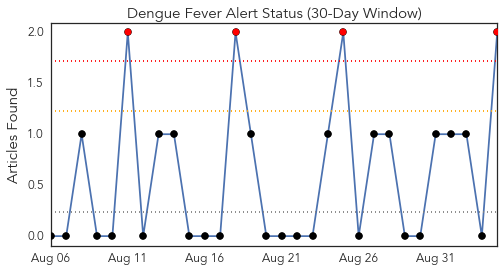 Dengue Fever Alert Status (30-Day Window)
Articles Found
2.0
1.5
1.0
0.5
0.0
Aug 06 Aug 11 Aug 16 Aug 21 Aug 26 Aug 31